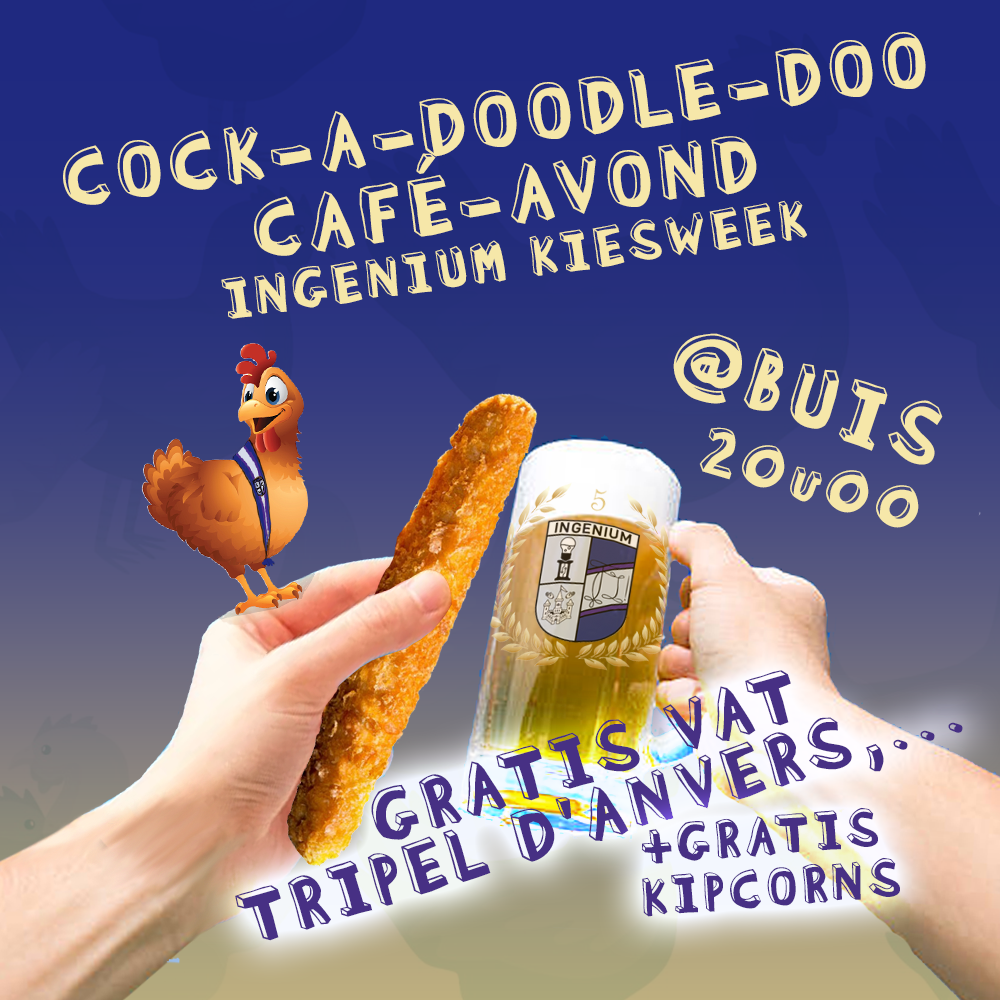 COCK-A-DOODLE-DOO
CAFÉ-AVOND
INGENIUM KIESWEEK
@BUIS
20u00
5
INGENIUM
GRATIS VAT
TRIPEL D'ANVERS,...
+GRATIS
KIPCORNS